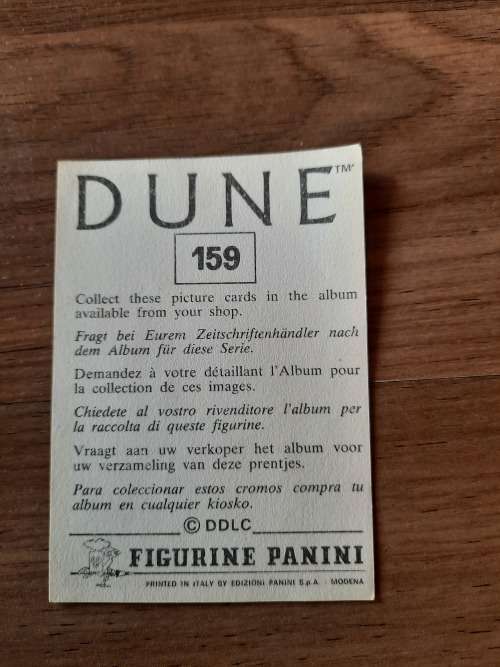 DUNE™
159
Collect these picture cards in the album
available from your shop.
Fragt bei Eurem Zeitschriftenhändler nach
dem Album für diese Serie.
Demandez à votre détaillant l'Album pour
la collection de ces images.
Chiedete al vostro rivenditore l'album per
la raccolta di queste figurine.
Vraagt aan uw verkoper het album voor
uw verzameling van deze prentjes.
Para coleccionar estos cromos compra tu
album en cualquier kiosko.
© DDLC
FIGURINE PANINI
PRINTED IN ITALY BY EDIZIONI PANINI S.p.A. - MODENA